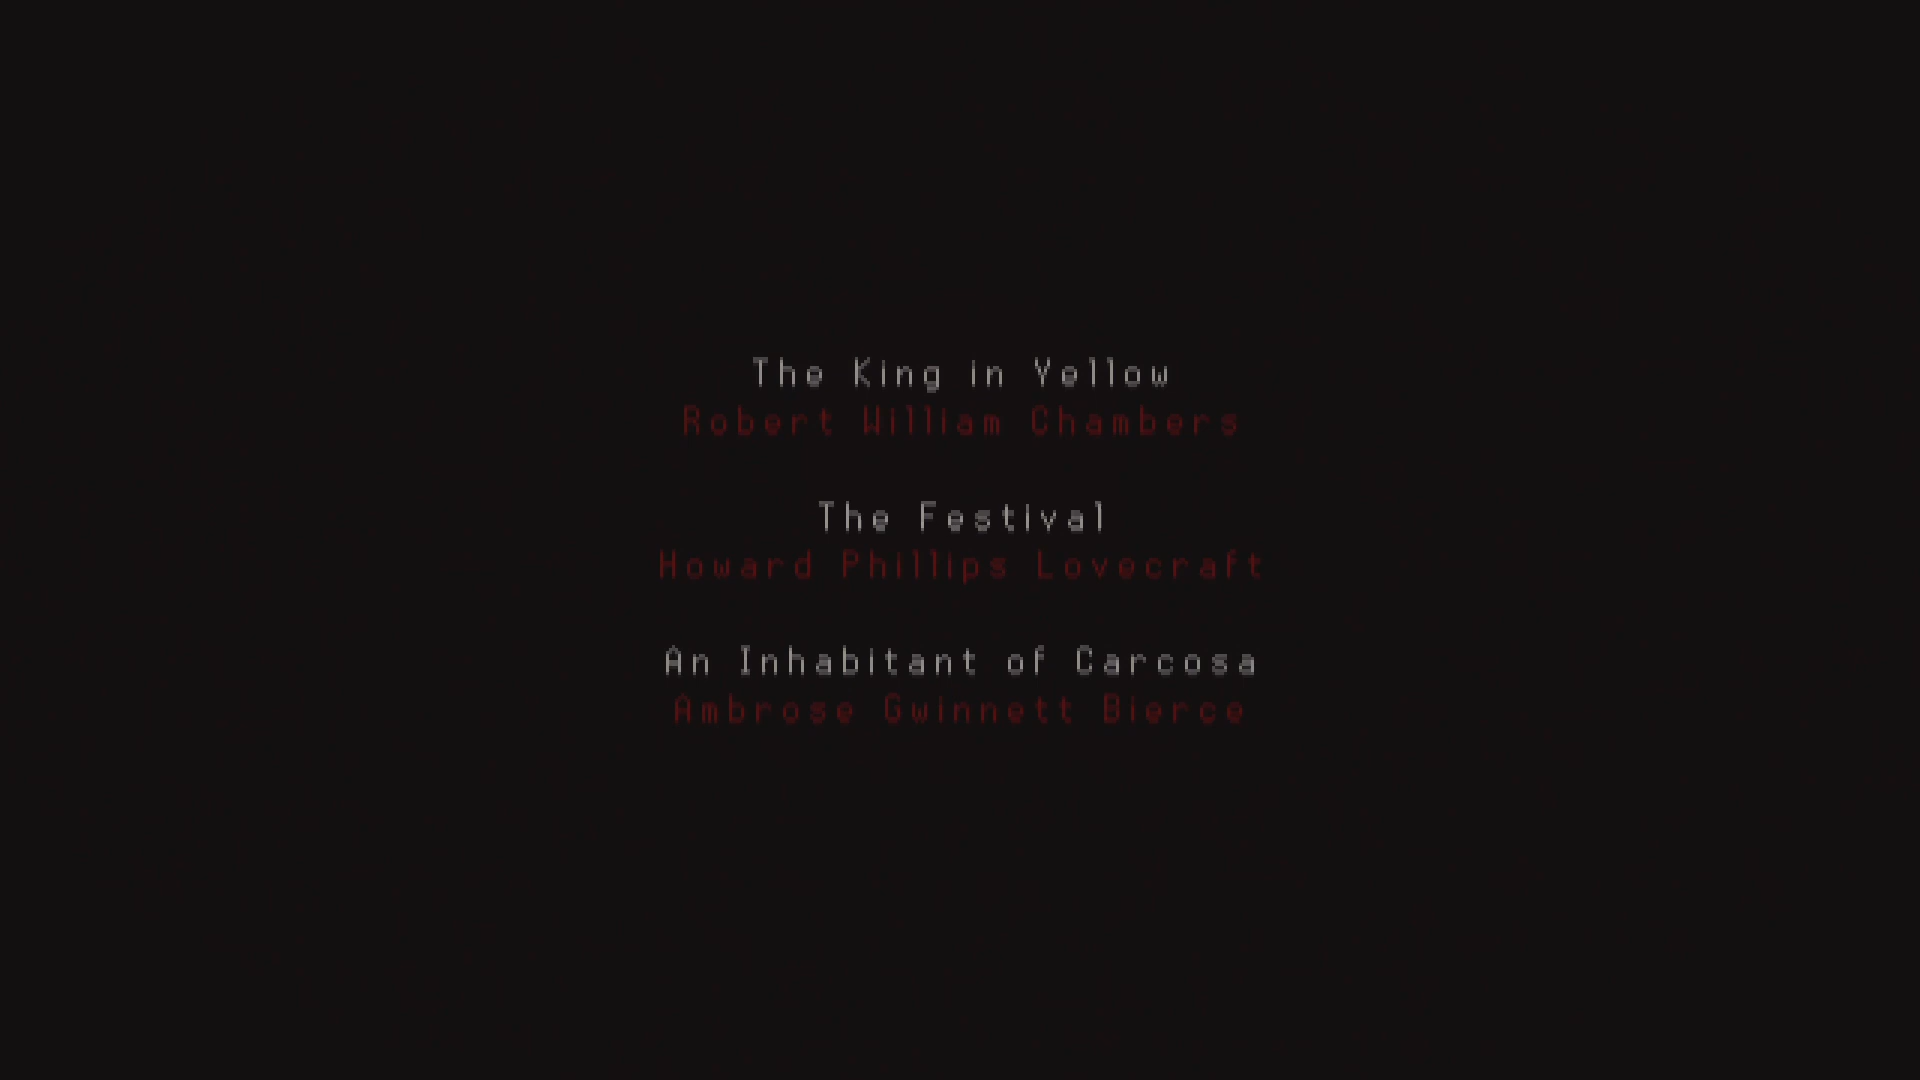 The King in Yellow
Robert William Chambers
The Festival
Howard Phillips Lovecraft
An Inhabitant of Carcosa
Ambrose Gwinnett Bierce